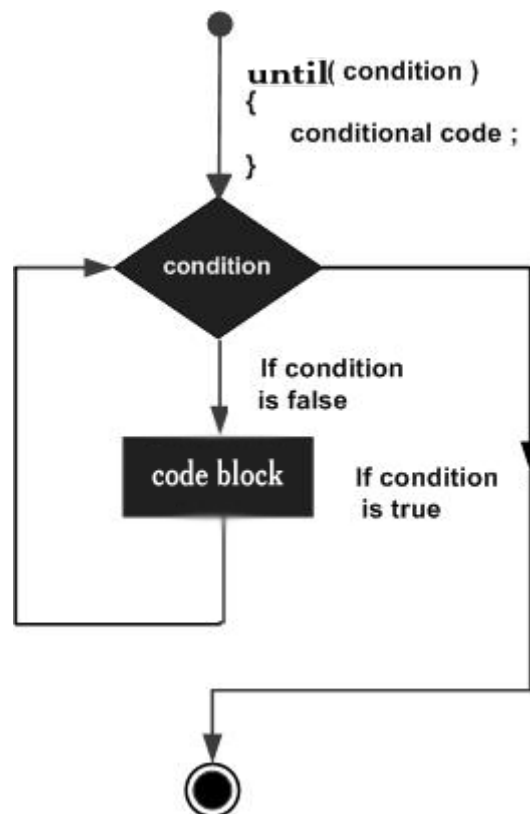 until( condition )
{
conditional code ;
}
condition
If condition
is false
code block
If condition
is true